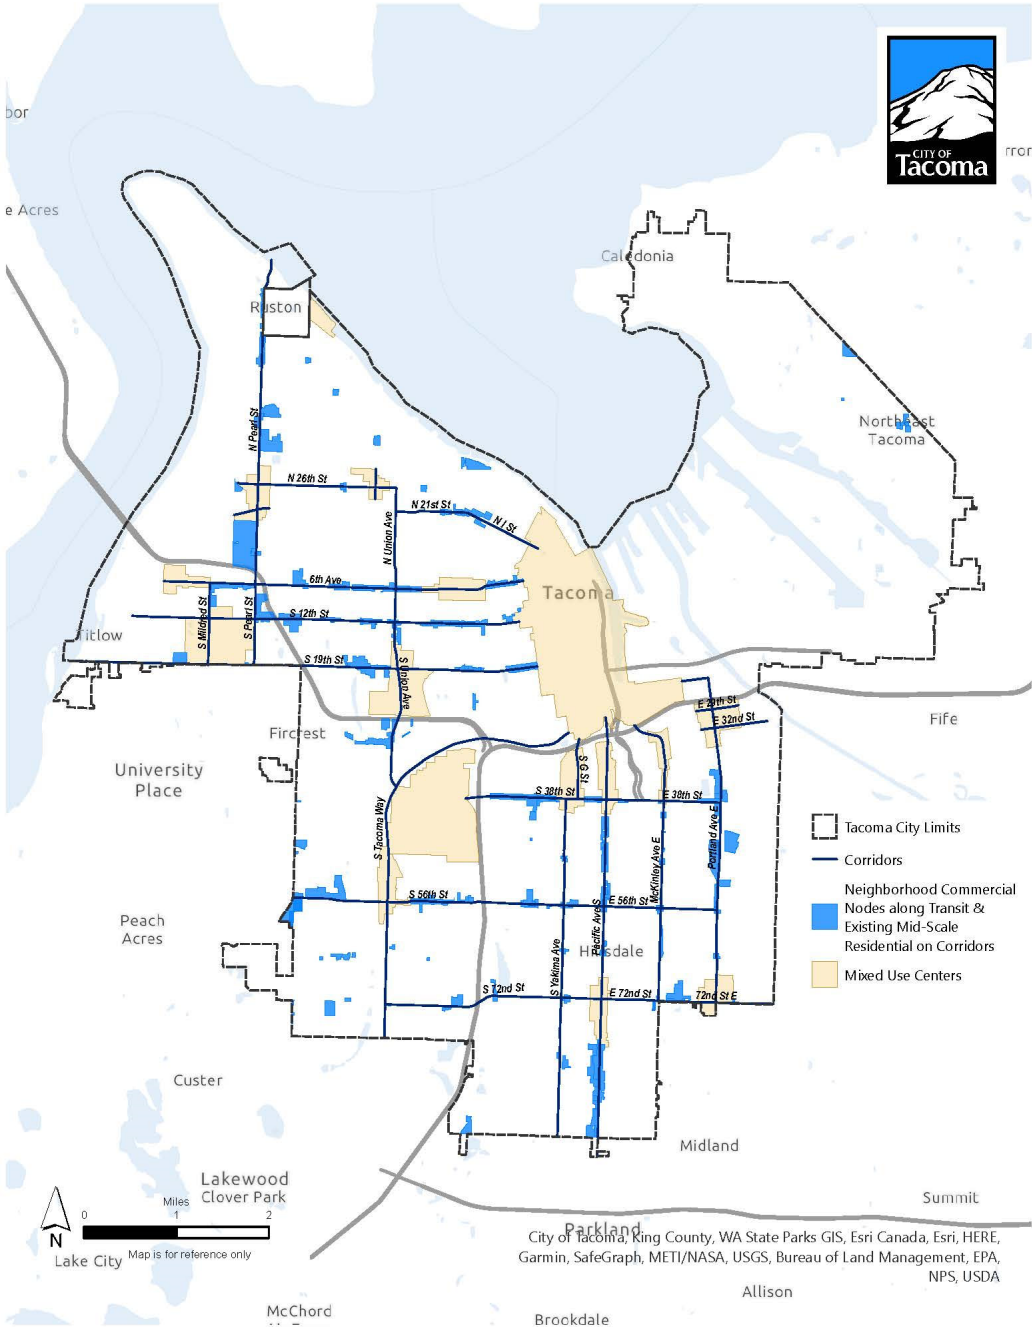 CITY OF
Tacoma
bor
rror
e Acres
Caledonia
Ruston
N Pearl St
Northeast
Tacoma
N 26th St
N 21st St
N I St
N Union Ave
6th Ave
Tacoma
S Mildred St
S Pearl St
S 12th St
Titlow
S 19th St
S Union Ave
E 29th St
E 32nd St
Fife
Fircrest
University
Place
S G St
S 38th St
E 38th St
S Tacoma Way
Portland Ave E
McKinley Ave E
Tacoma City Limits
Corridors
Neighborhood Commercial
Nodes along Transit &
Existing Mid-Scale
Residential on Corridors
Mixed Use Centers
S 56th St
E 56th St
Peach
Acres
Pacific Ave S
S Yakima Ave
Hillsdale
S 72nd St
E 72nd St
72nd St E
Custer
Midland
Lakewood
Clover Park
Summit
Miles
0 1 2
N
Map is for reference only
Parkland
Lake City
City of Tacoma, King County, WA State Parks GIS, Esri Canada, Esri, HERE,
Garmin, SafeGraph, METI/NASA, USGS, Bureau of Land Management, EPA,
NPS, USDA
Allison
McChord
Brookdale